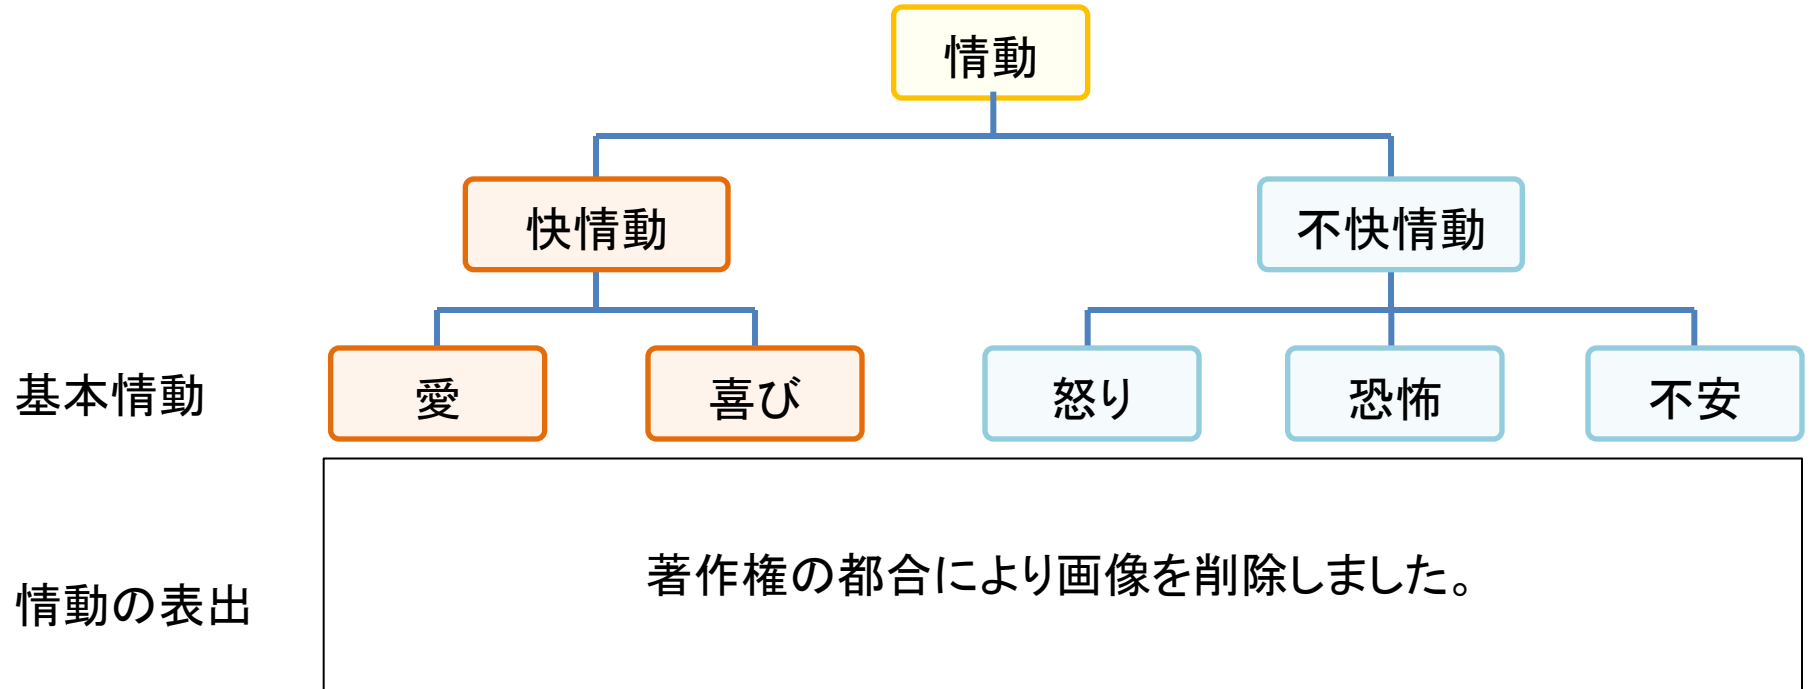 情動
快情動
不快情動
基本情動
愛
喜び
怒り
恐怖
不安
情動の表出
著作権の都合により画像を削除しました。